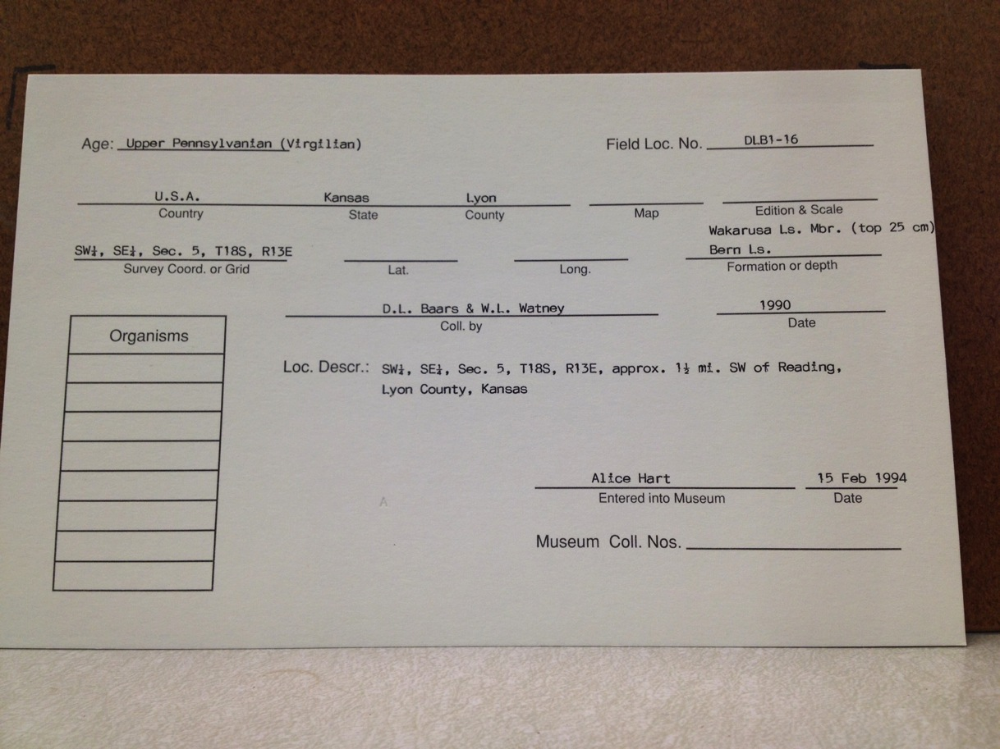 Age: Upper Pennsylvanian (Virgilian) Field Loc. No. DLB1-16
U.S.A. Kansas Lyon
Country State County Map Edition & Scale
Wakarusa Ls. Mbr. (top 25 cm)
SW¼, SE¼, Sec. 5, T18S, R13E Bern Ls.
Survey Coord. or Grid Lat. Long. Formation or depth
D.L. Baars & W.L. Watney 1990
Coll. by Date
Organisms
Loc. Descr.: SW¼, SE¼, Sec. 5, T18S, R13E, approx. 1½ mi. SW of Reading,
Lyon County, Kansas
Alice Hart 15 Feb 1994
A Entered into Museum Date
Museum Coll. Nos.